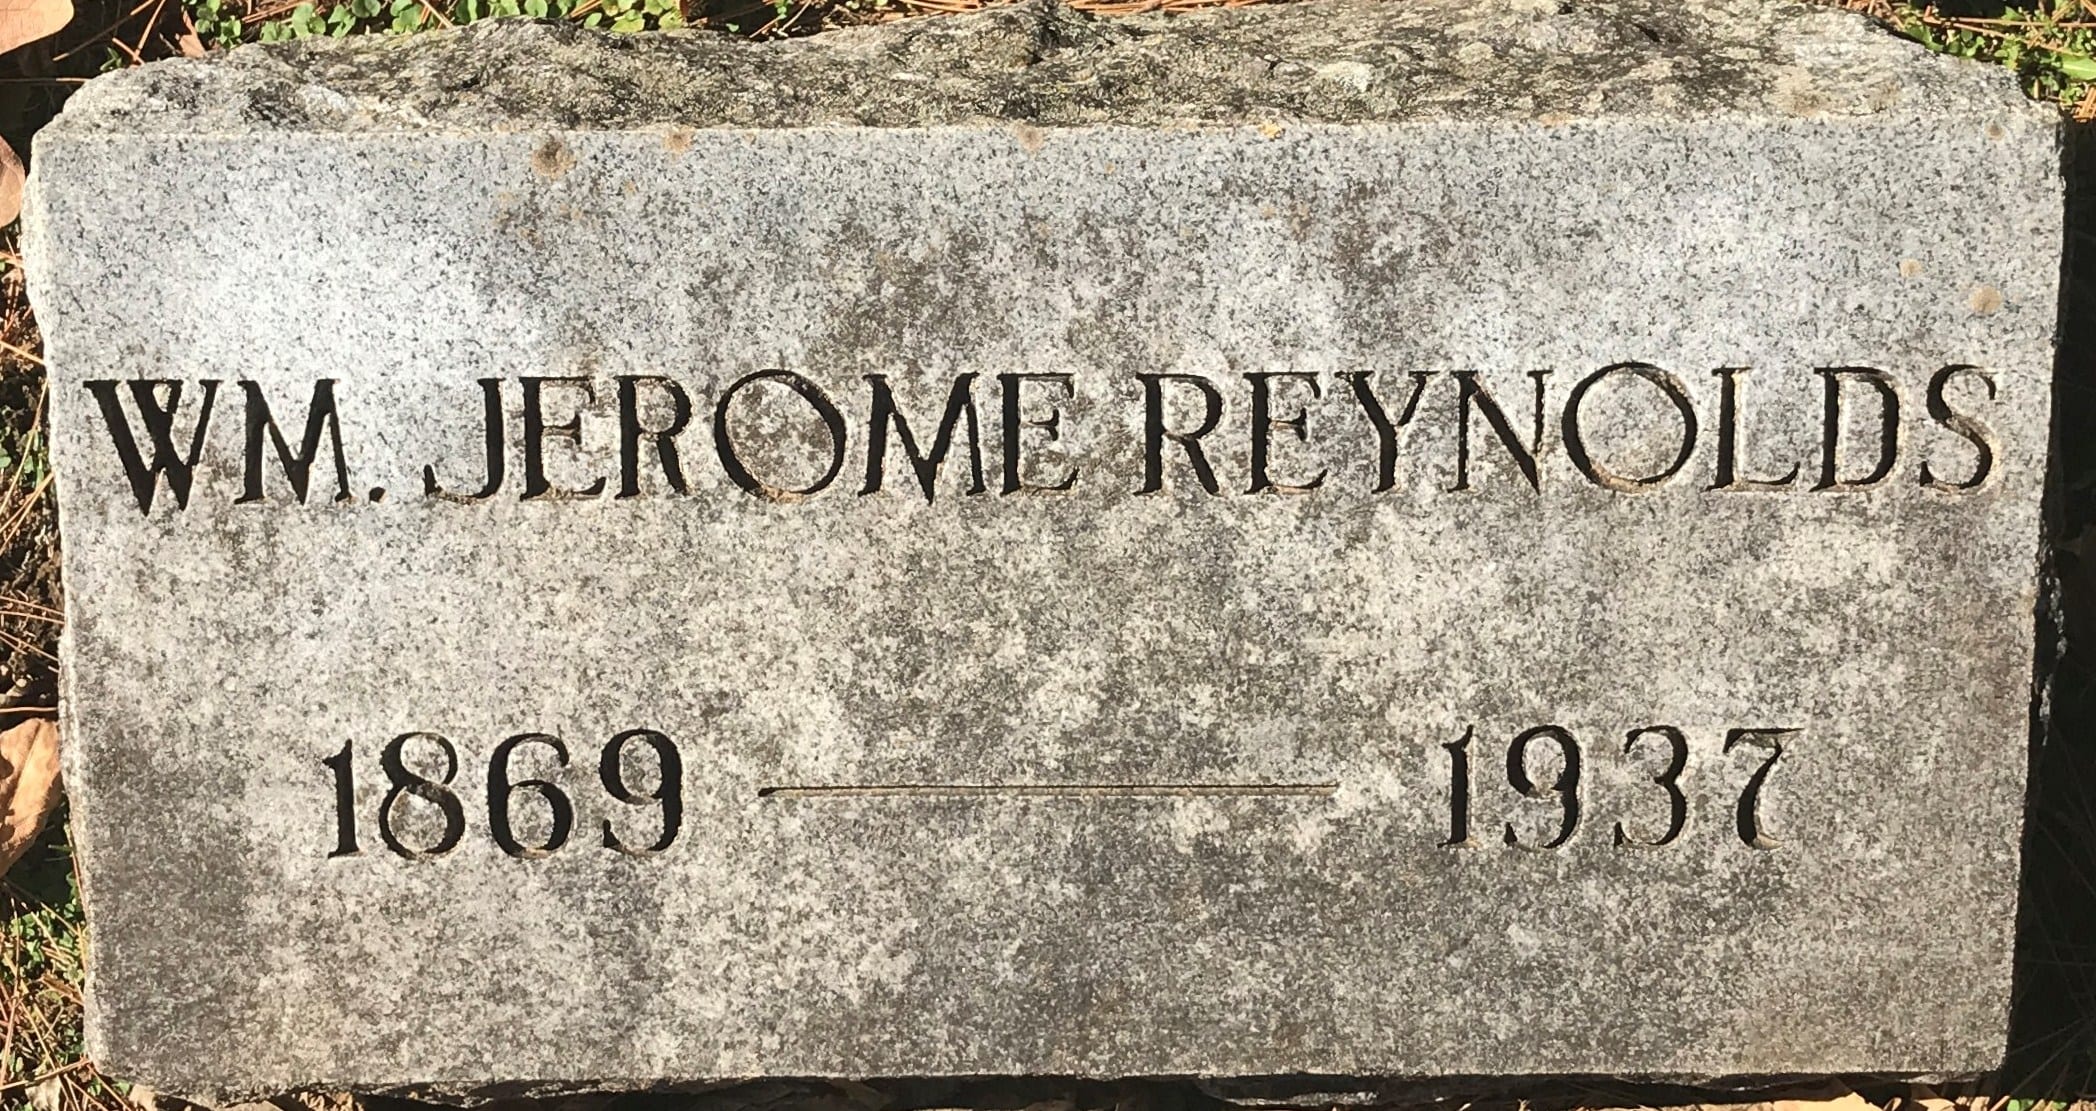 WM. JEROME REYNOLDS
1869 — 1937